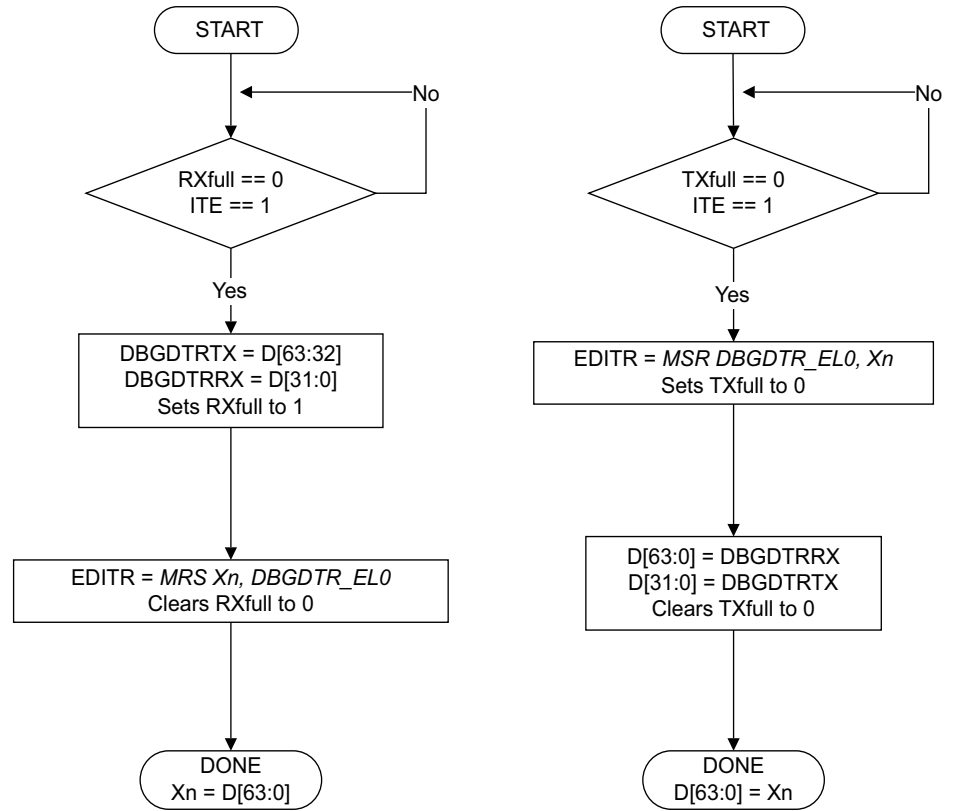 START
No
RXfull == 0
ITE == 1
Yes
DBGDTRTX = D[63:32]
DBGDTRRX = D[31:0]
Sets RXfull to 1
EDITR = MRS Xn, DBGDTR_EL0
Clears RXfull to 0
DONE
Xn = D[63:0]
START
No
TXfull == 0
ITE == 1
Yes
EDITR = MSR DBGDTR_EL0, Xn
Sets TXfull to 0
D[63:0] = DBGDTRRX
D[31:0] = DBGDTRTX
Clears TXfull to 0
DONE
D[63:0] = Xn